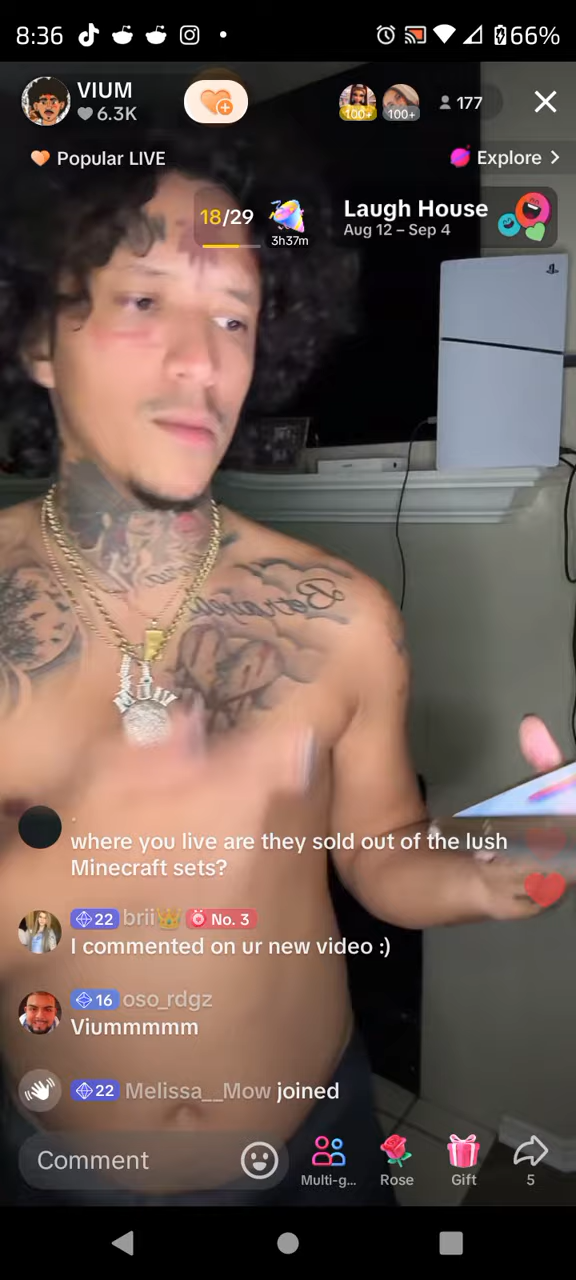 8:36
66%
VIUM
6.3K
100+
100+
177
Popular LIVE
Explore
18/29
3h37m
Laugh House
Aug 12 – Sep 4
where you live are they sold out of the lush
Minecraft sets?
22 brii No. 3
I commented on ur new video :)
16 oso_rdgz
Viummmmm
22 Melissa__Mow joined
Comment
Multi-g...
Rose
Gift
5